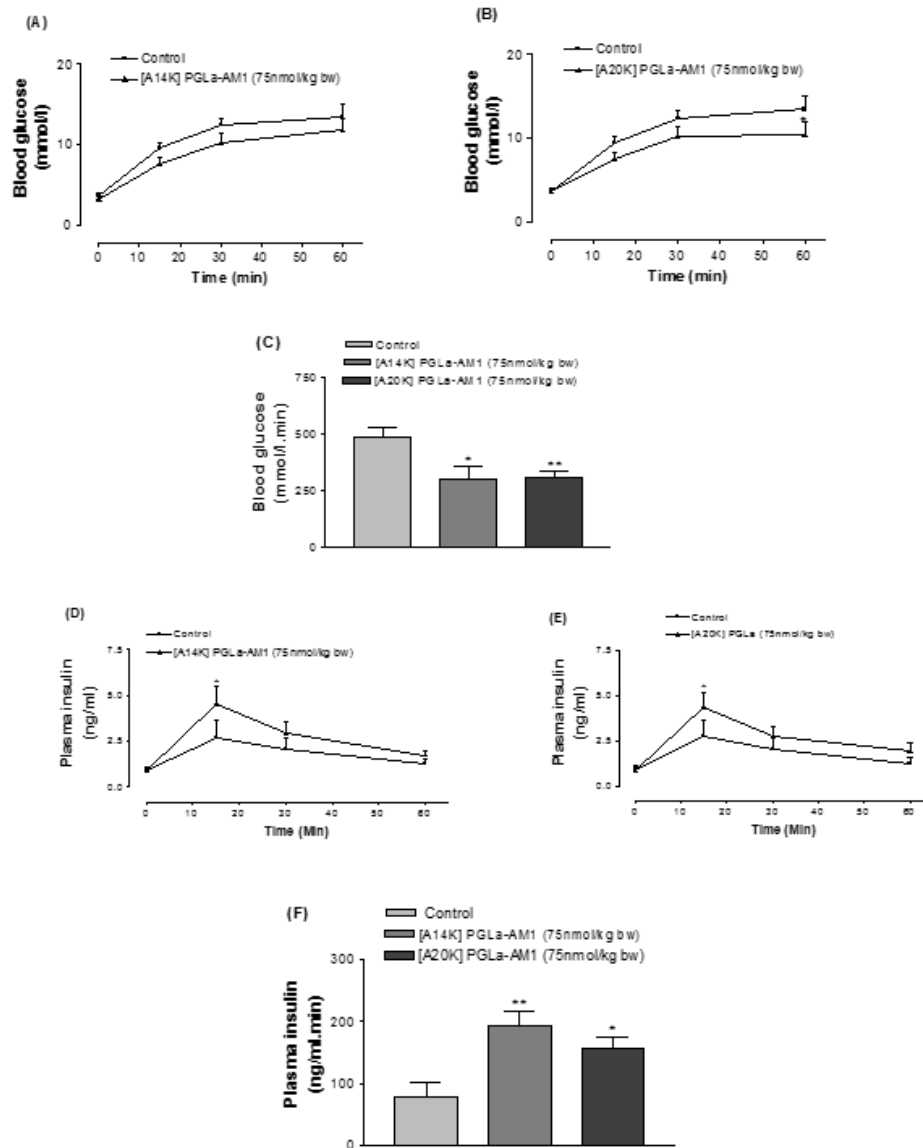 (A)
Control
[A14K] PGLa-AM1 (75nmol/kg bw)
Blood glucose
(mmol/l)
20
10
0
0 10 20 30 40 50 60
Time (min)
(B)
Control
[A20K] PGLa-AM1 (75nmol/kg bw)
Blood glucose
(mmol/l)
20
10
0
*
0 10 20 30 40 50 60
Time (min)
(C)
Control
[A14K] PGLa-AM1 (75nmol/kg bw)
[A20K] PGLa-AM1 (75nmol/kg bw)
Blood glucose
(mmol/l.min)
750
500
250
0
*
**
(D)
Control
[A14K] PGLa-AM1 (75nmol/kg bw)
Plasma insulin
(ng/ml)
7.5
5.0
2.5
0.0
*
0 10 20 30 40 50 60
Time (Min)
(E)
Control
[A20K] PGLa (75nmol/kg bw)
Plasma insulin
(ng/ml)
7.5
5.0
2.5
0.0
*
0 10 20 30 40 50 60
Time (Min)
(F)
Control
[A14K] PGLa-AM1 (75nmol/kg bw)
[A20K] PGLa-AM1 (75nmol/kg bw)
Plasma insulin
(ng/ml.min)
300
200
100
0
**
*